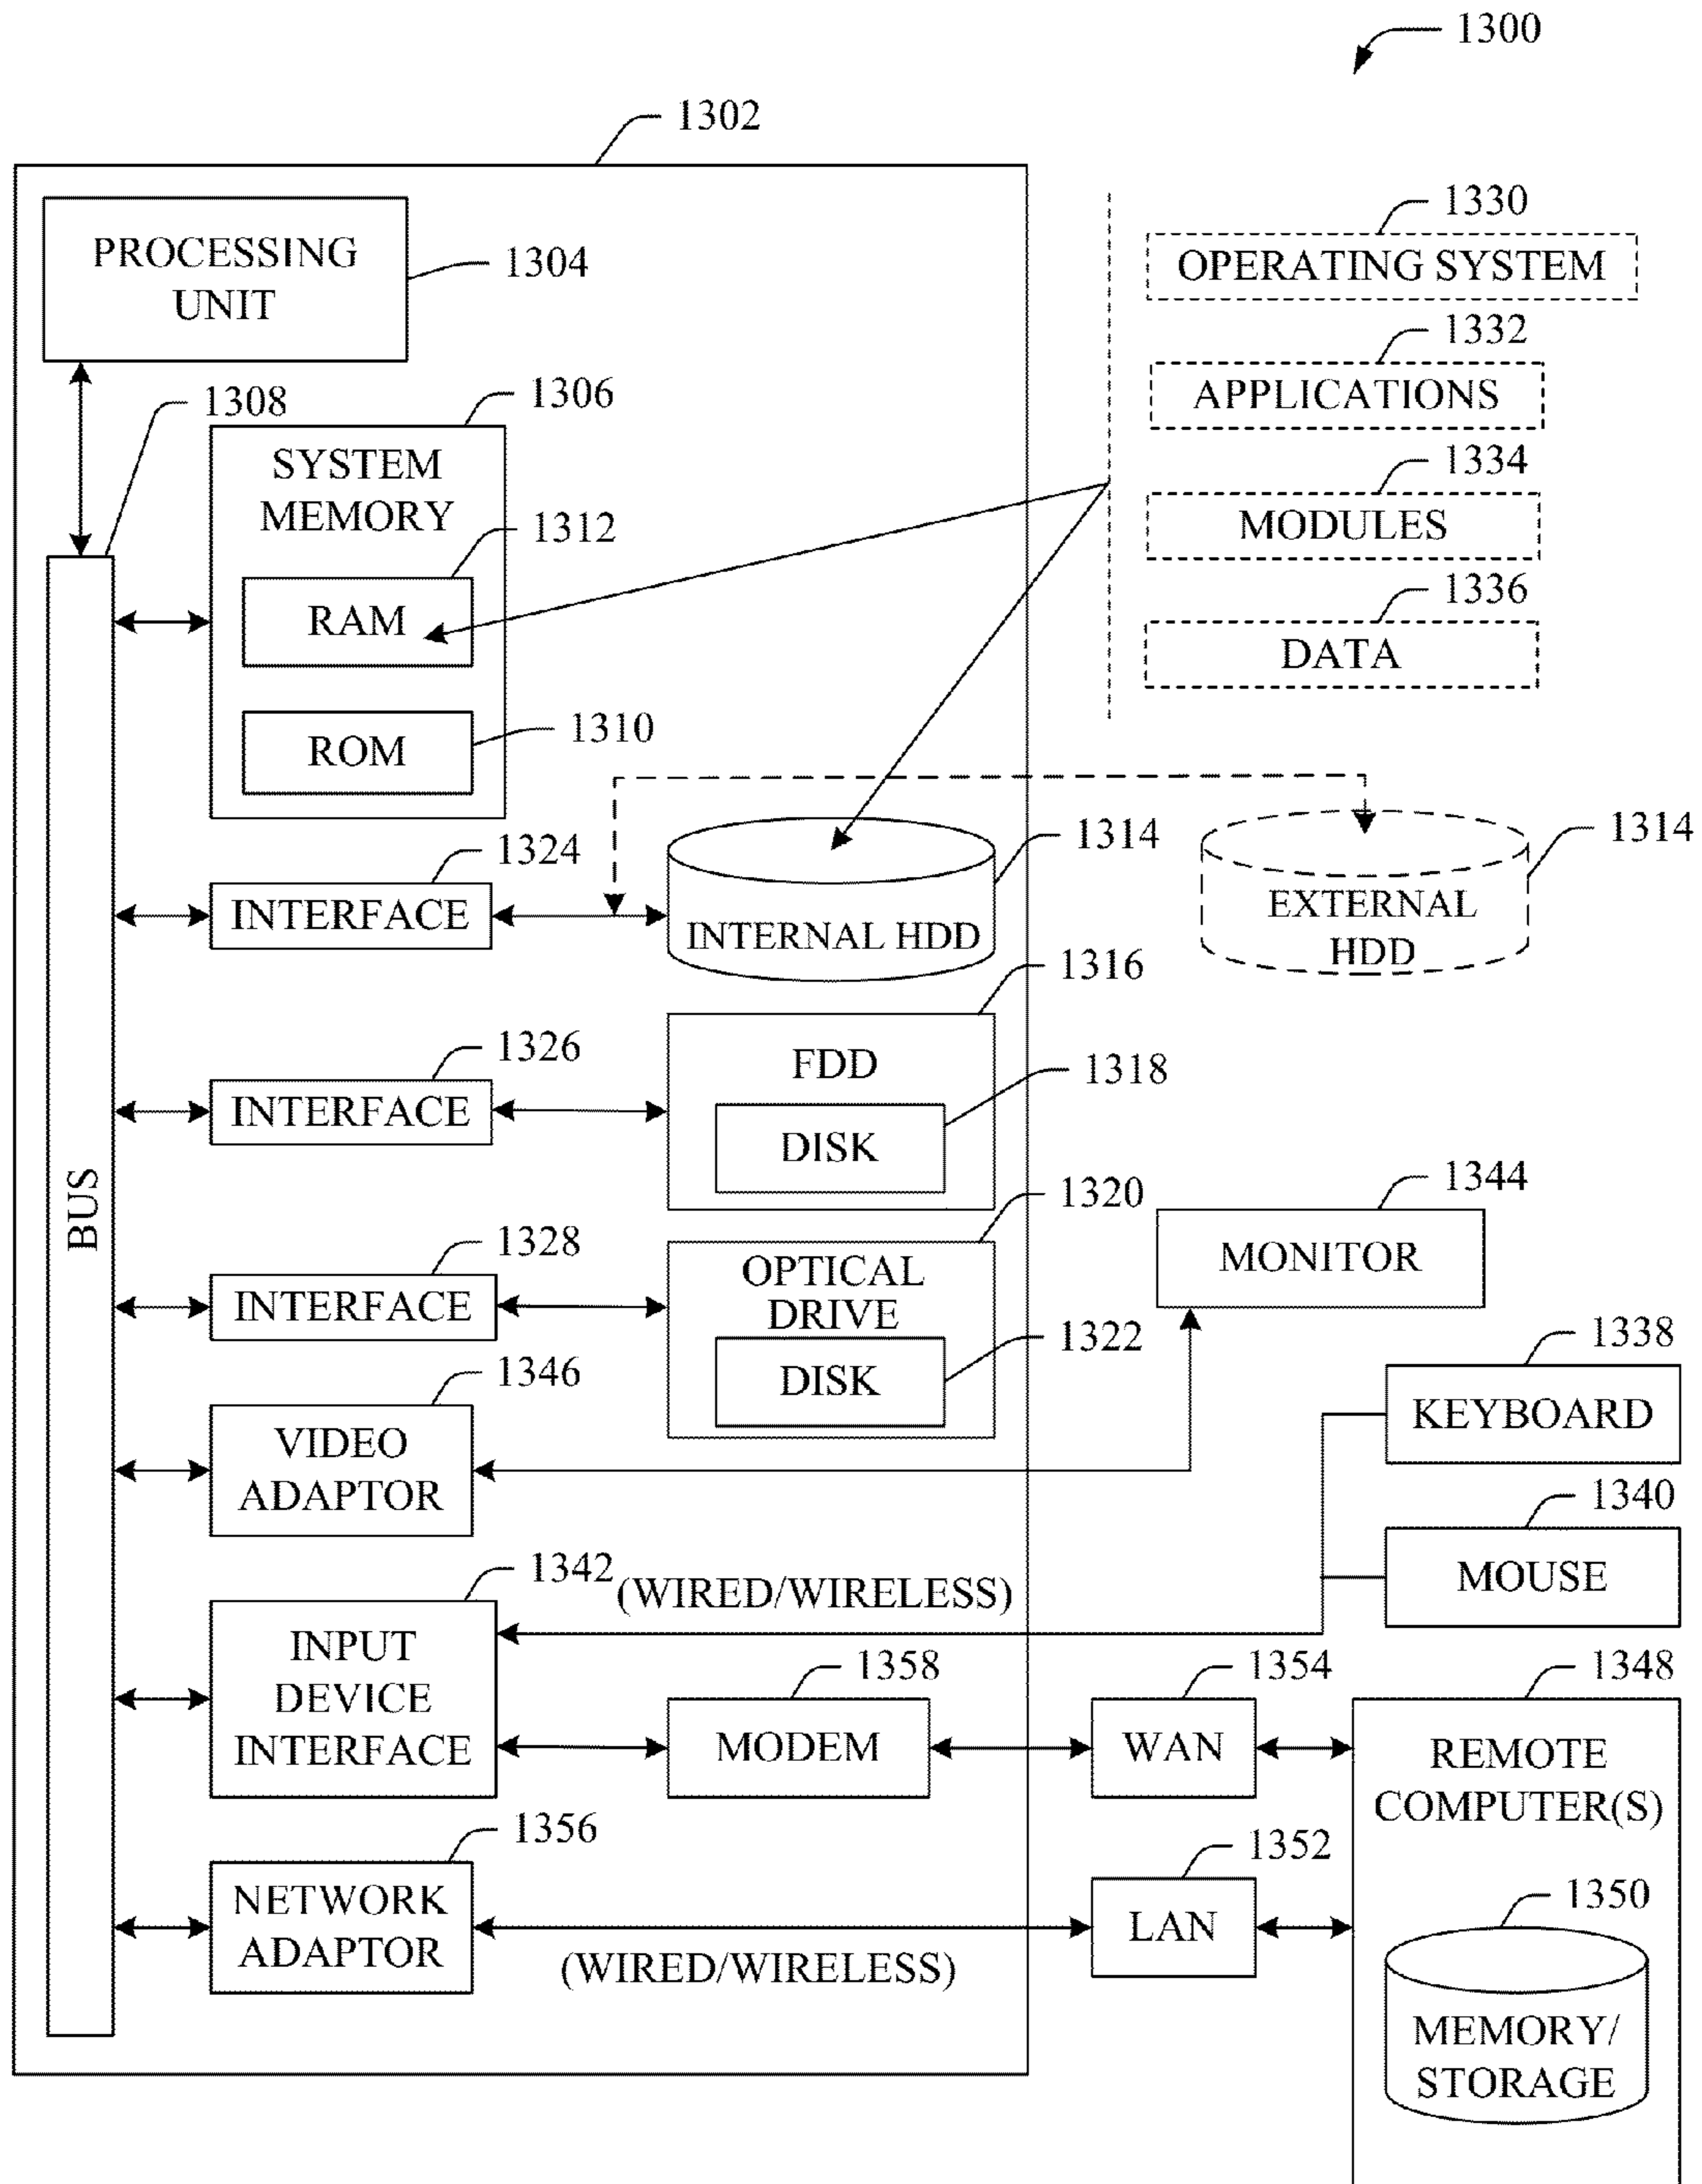 1300
1302
PROCESSING
UNIT
1304
1330
OPERATING SYSTEM
1332
APPLICATIONS
1334
MODULES
1336
DATA
1308
1306
SYSTEM
MEMORY
1312
RAM
1310
ROM
1324
INTERFACE
1314
INTERNAL HDD
1314
EXTERNAL
HDD
1316
1326
INTERFACE
FDD
1318
DISK
BUS
1328
INTERFACE
1320
OPTICAL
DRIVE
1322
DISK
1344
MONITOR
1346
VIDEO
ADAPTOR
1338
KEYBOARD
1340
MOUSE
1342
(WIRED/WIRELESS)
INPUT
DEVICE
INTERFACE
1358
MODEM
1354
WAN
1348
REMOTE
COMPUTER(S)
1356
NETWORK
ADAPTOR
(WIRED/WIRELESS)
1352
LAN
1350
MEMORY/
STORAGE